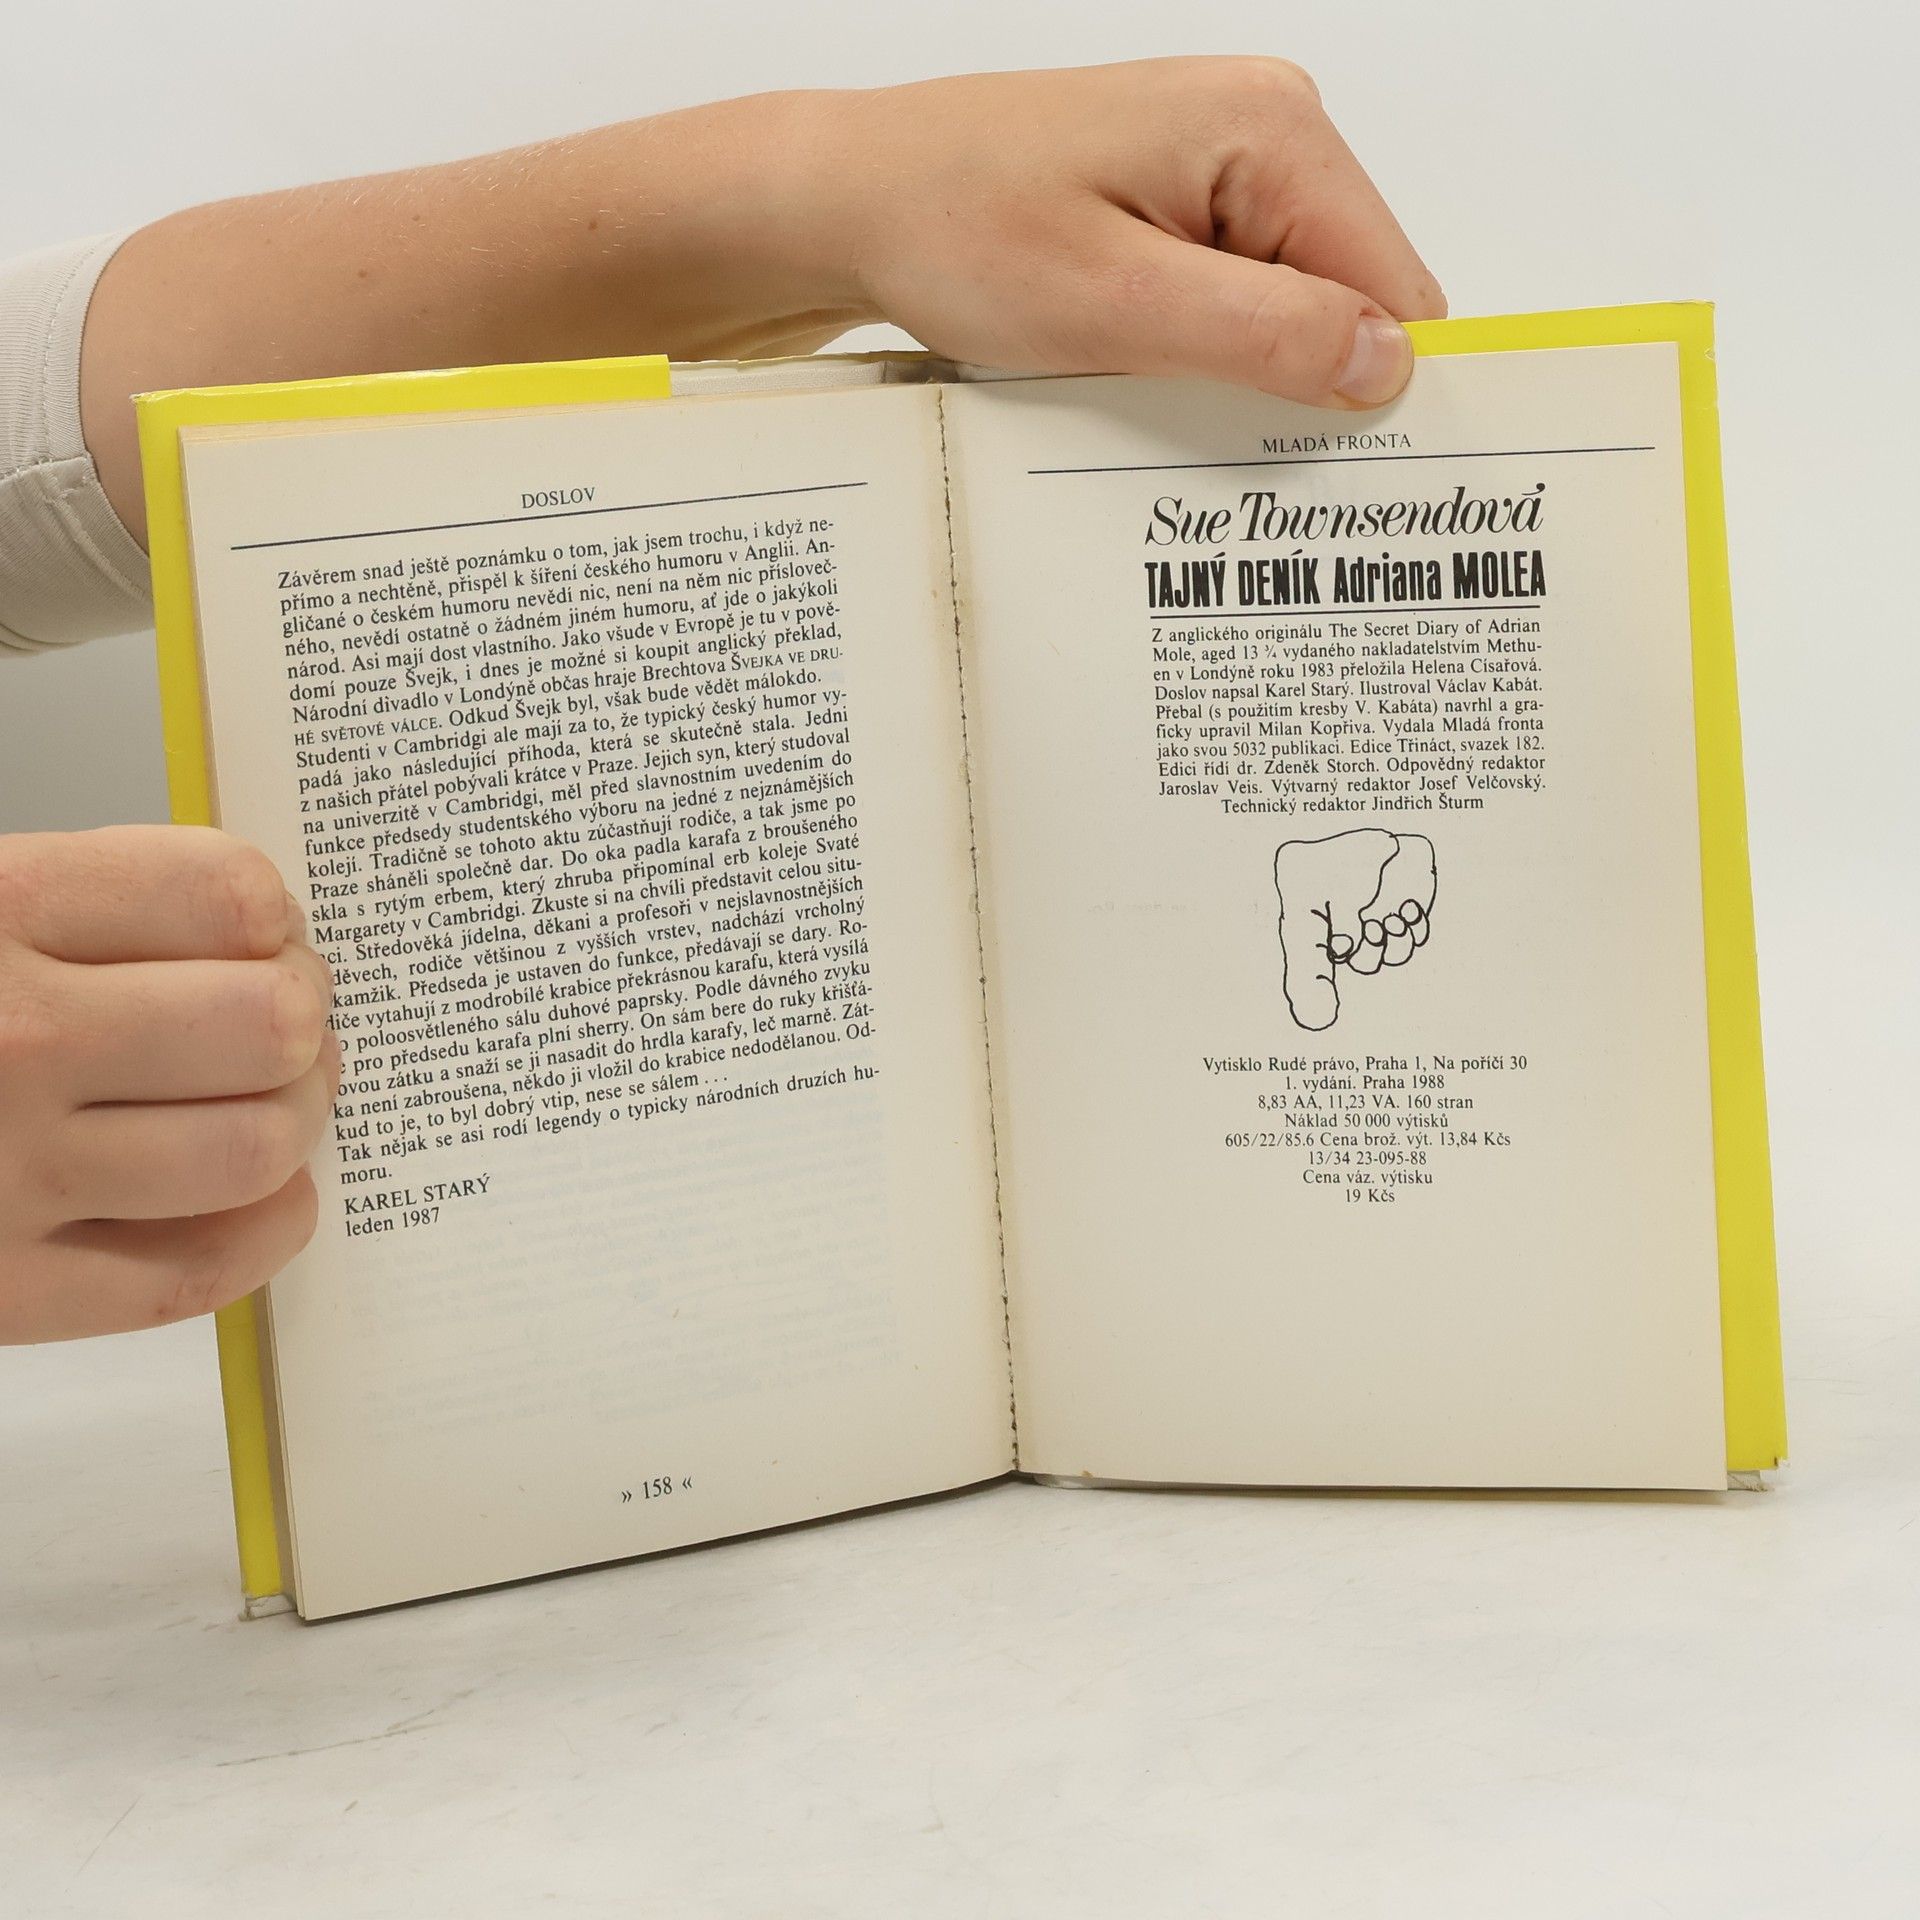 DOSLOV
Závěrem snad ještě poznámku o tom, jak jsem trochu, i když ne-
přímo a nechtěně, přispěl k šíření českého humoru v Anglii. An-
gličané o českém humoru nevědí nic, není na něm nic příslověč-
ného, nevědí ostatně o žádném jiném humoru, ať jde o jakýkoli
národ. Asi mají dost vlastního. Jako všude v Evropě je tu v pově-
domí pouze Švejk, i dnes je možné si koupit anglický překlad,
Národní divadlo v Londýně občas hraje Brechtova ŠVEJKA VE DRU-
HÉ SVĚTOVÉ VÁLCE. Odkud Švejk byl, však bude vědět málokdo.
Studenti v Cambridgi ale mají za to, že typický český humor vy-
padá jako následující příhoda, která se skutečně stala. Jedni
z našich přátel pobývali krátce v Praze. Jejich syn, který studoval
na univerzitě v Cambridgi, měl před slavnostním uvedením do
funkce předsedy studentského výboru na jedné z nejznámějších
kolejí. Tradičně se tohoto aktu zúčastňují rodiče, a tak jsme po
Praze sháněli společně dar. Do oka padla karafa z broušeného
skla s rytým erbem, který zhruba připomínal erb koleje Svaté
Margarety v Cambridgi. Zkuste si na chvíli představit celou situ-
ci. Středověká jídelna, děkani a profesoři v nejslavnostnějších
děvech, rodiče většinou z vyšších vrstev, nadchází vrcholný
kamžik. Předseda je ustaven do funkce, předávají se dary. Ro-
iče vytahují z modrobílé krabice překrásnou karafu, která vysílá
o poloosvětleného sálu duhové paprsky. Podle dávného zvyku
pro předsedu karafa plní sherry. On sám bere do ruky křišťá-
ovou zátku a snaží se ji nasadit do hrdla karafy, leč marně. Zát-
ka není zabroušena, někdo ji vložil do krabice nedodělanou. Od-
kud to je, to byl dobrý vtip, nese se sálem . . .
Tak nějak se asi rodí legendy o typicky národních druzích hu-
moru.
KAREL STARÝ
leden 1987
» 158 «
MLADÁ FRONTA
Sue Townsendová
TAJNÝ DENÍK Adriana MOLEA
Z anglického originálu The Secret Diary of Adrian
Mole, aged 13 ¾ vydaného nakladatelstvím Methu-
en v Londýně roku 1983 přeložila Helena Císařová.
Doslov napsal Karel Starý. Ilustroval Václav Kabát.
Přebal (s použitím kresby V. Kabáta) navrhl a gra-
ficky upravil Milan Kopřiva. Vydala Mladá fronta
jako svou 5032 publikaci. Edice Třináct, svazek 182.
Edici řídí dr. Zdeněk Storch. Odpovědný redaktor
Jaroslav Veis. Výtvarný redaktor Josef Velčovský.
Technický redaktor Jindřich Šturm
Vytisklo Rudé právo, Praha 1, Na poříčí 30
1. vydání. Praha 1988
8,83 AA, 11,23 VA. 160 stran
Náklad 50 000 výtisků
605/22/85.6 Cena brož. výt. 13,84 Kčs
13/34 23-095-88
Cena váz. výtisku
19 Kčs